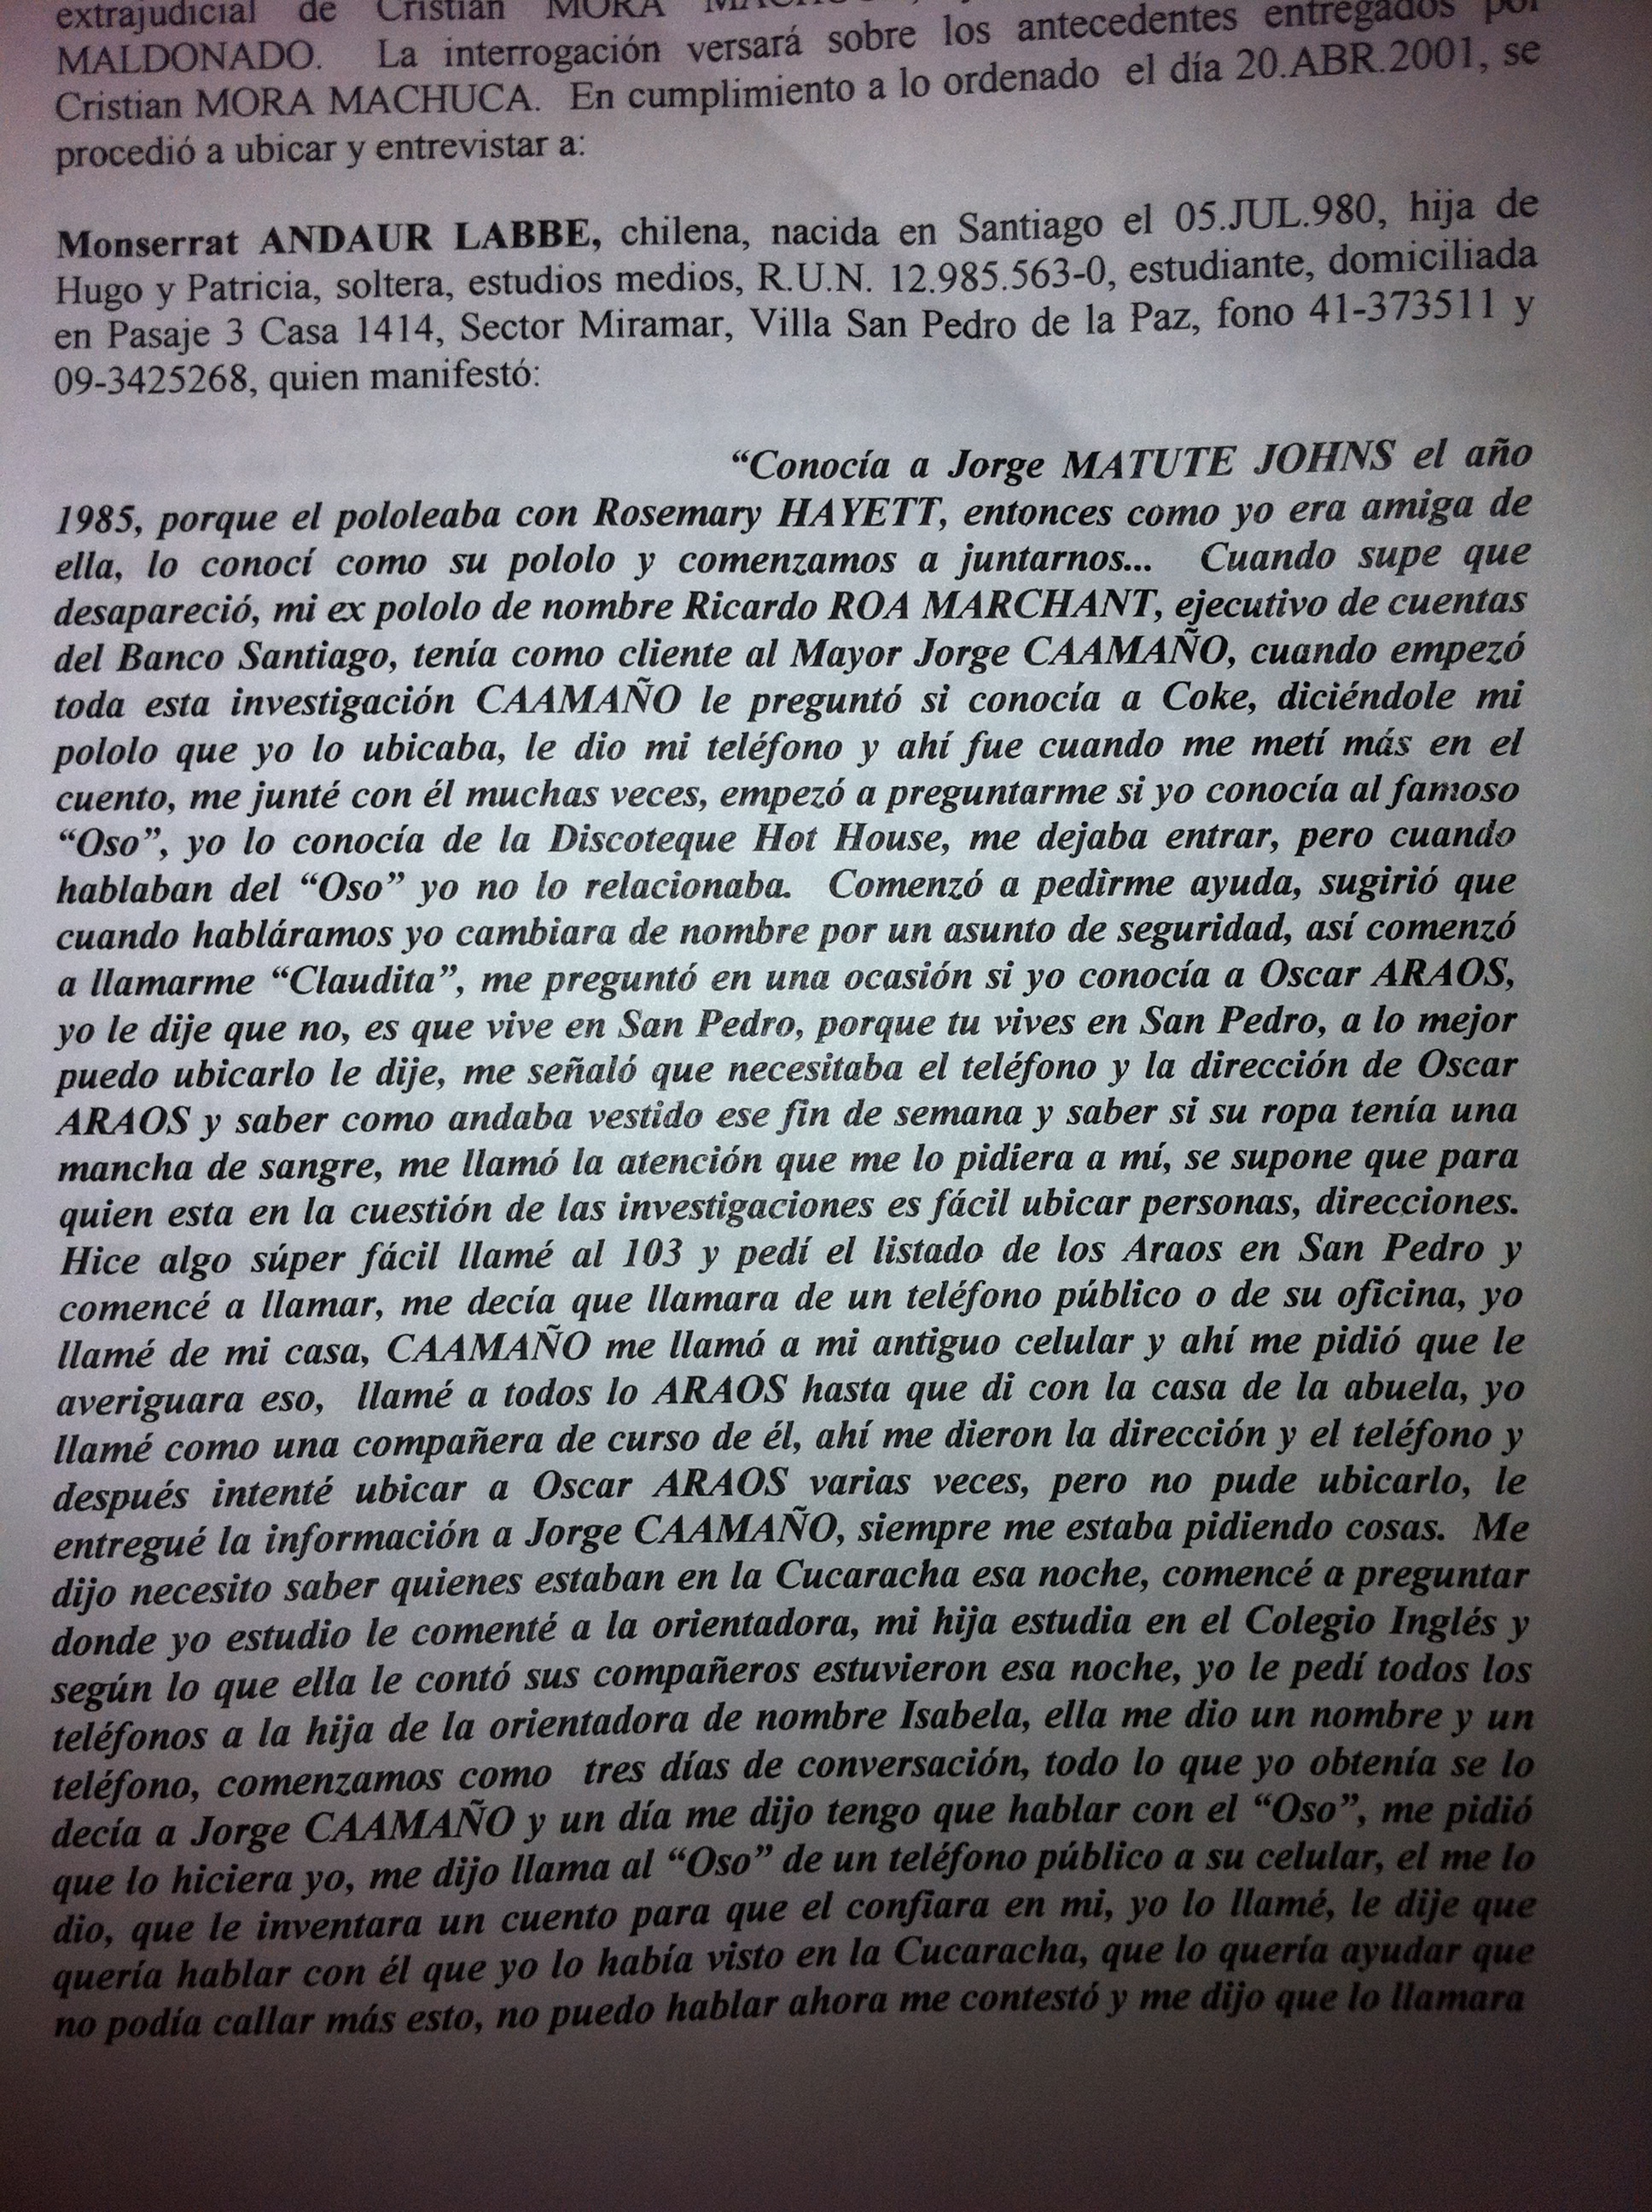 extrajudicial de Cristian MORA
MALDONADO. La interrogación versará sobre los antecedentes entregados por
Cristian MORA MACHUCA. En cumplimiento a lo ordenado el día 20.ABR.2001, se
procedió a ubicar y entrevistar a:
Monserrat ANDAUR LABBE, chilena, nacida en Santiago el 05.JUL.980, hija de
Hugo y Patricia, soltera, estudios medios, R.U.N. 12.985.563-0, estudiante, domiciliada
en Pasaje 3 Casa 1414, Sector Miramar, Villa San Pedro de la Paz, fono 41-373511 y
09-3425268, quien manifestó:
“Conocía a Jorge MATUTE JOHNS el año
1985, porque el pololeaba con Rosemary HAYETT, entonces como yo era amiga de
ella, lo conocí como su pololo y comenzamos a juntarnos... Cuando supe que
desapareció, mi ex pololo de nombre Ricardo ROA MARCHANT, ejecutivo de cuentas
del Banco Santiago, tenía como cliente al Mayor Jorge CAAMAÑO, cuando empezó
toda esta investigación CAAMAÑO le preguntó si conocía a Coke, diciéndole mi
pololo que yo lo ubicaba, le dio mi teléfono y ahí fue cuando me metí más en el
cuento, me junté con él muchas veces, empezó a preguntarme si yo conocía al famoso
“Oso”, yo lo conocía de la Discoteque Hot House, me dejaba entrar, pero cuando
hablaban del “Oso” yo no lo relacionaba. Comenzó a pedirme ayuda, sugirió que
cuando habláramos yo cambiara de nombre por un asunto de seguridad, así comenzó
a llamarme “Claudita”, me preguntó en una ocasión si yo conocía a Oscar ARAOS,
yo le dije que no, es que vive en San Pedro, porque tu vives en San Pedro, a lo mejor
puedo ubicarlo le dije, me señaló que necesitaba el teléfono y la dirección de Oscar
ARAOS y saber como andaba vestido ese fin de semana y saber si su ropa tenía una
mancha de sangre, me llamó la atención que me lo pidiera a mí, se supone que para
quien esta en la cuestión de las investigaciones es fácil ubicar personas, direcciones.
Hice algo súper fácil llamé al 103 y pedí el listado de los Araos en San Pedro y
comencé a llamar, me decía que llamara de un teléfono público o de su oficina, yo
llamé de mi casa, CAAMAÑO me llamó a mi antiguo celular y ahí me pidió que le
averiguara eso, llamé a todos lo ARAOS hasta que di con la casa de la abuela, yo
llamé como una compañera de curso de él, ahí me dieron la dirección y el teléfono y
después intenté ubicar a Oscar ARAOS varias veces, pero no pude ubicarlo, le
entregué la información a Jorge CAAMAÑO, siempre me estaba pidiendo cosas. Me
dijo necesito saber quienes estaban en la Cucaracha esa noche, comencé a preguntar
donde yo estudio le comenté a la orientadora, mi hija estudia en el Colegio Inglés y
según lo que ella le contó sus compañeros estuvieron esa noche, yo le pedí todos los
teléfonos a la hija de la orientadora de nombre Isabela, ella me dio un nombre y un
teléfono, comenzamos como tres días de conversación, todo lo que yo obtenía se lo
decía a Jorge CAAMAÑO y un día me dijo tengo que hablar con el “Oso”, me pidió
que lo hiciera yo, me dijo llama al “Oso” de un teléfono público a su celular, el me lo
dio, que le inventara un cuento para que el confiara en mi, yo lo llamé, le dije que
quería hablar con él que yo lo había visto en la Cucaracha, que lo quería ayudar que
no podía callar más esto, no puedo hablar ahora me contestó y me dijo que lo llamara